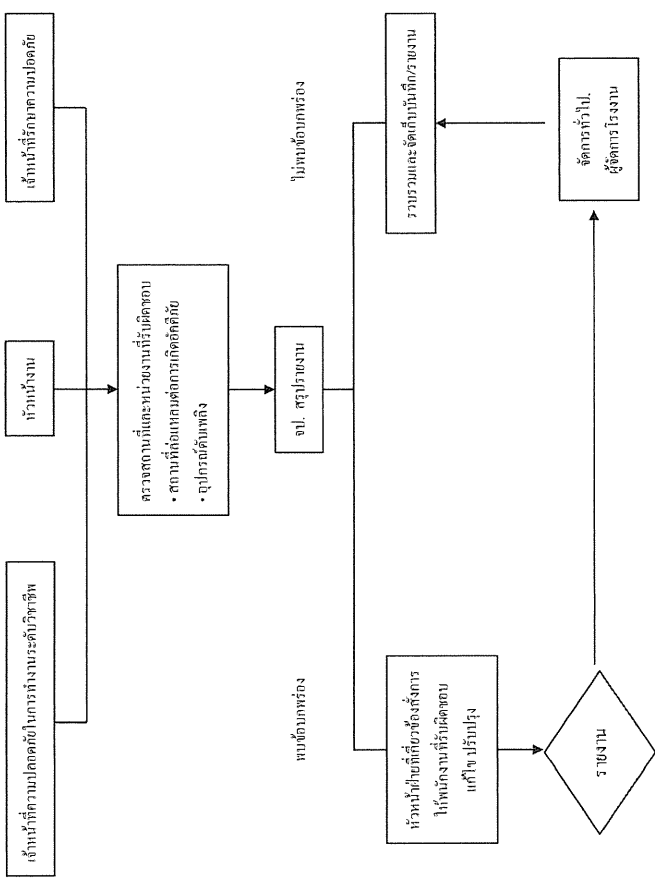 เจ้าหน้าที่ความปลอดภัยในการทำงานระดับวิชาชีพ
หัวหน้างาน
เจ้าหน้าที่รักษาความปลอดภัย
ตรวจสถานที่และหน่วยงานที่รับผิดชอบ
• สถานที่ล่อแหลมต่อการเกิดอัคคีภัย
• อุปกรณ์ดับเพลิง
จป. สรุปรายงาน
พบข้อบกพร่อง
ไม่พบข้อบกพร่อง
หัวหน้าฝ่ายที่เกี่ยวข้องสั่งการ
ให้พนักงานที่รับผิดชอบ
แก้ไข ปรับปรุง
รวบรวมและจัดเก็บบันทึก/รายงาน
รายงาน
จัดการทั่วไป.
ผู้จัดการโรงงาน